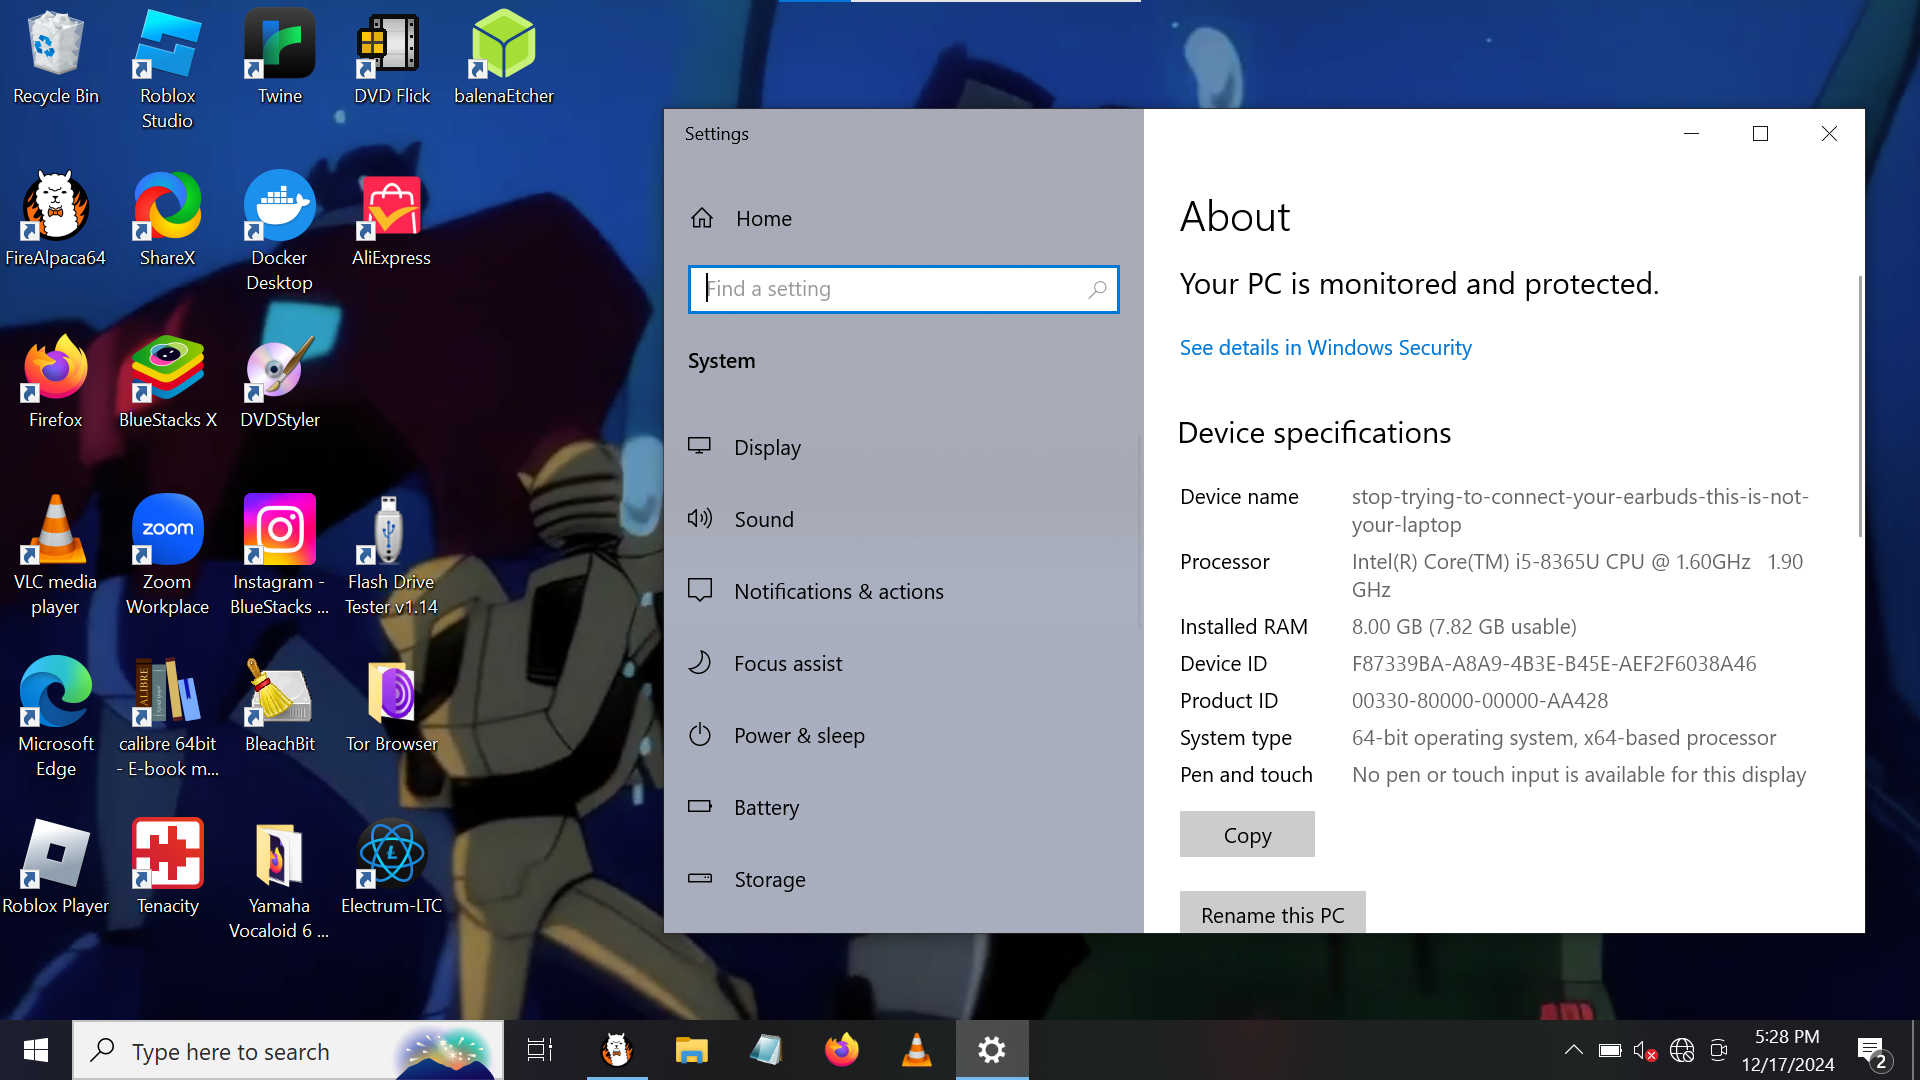 Recycle Bin
Roblox
Studio
Twine
DVD Flick
balenaEtcher
FireAlpaca64
ShareX
Docker
Desktop
AliExpress
Firefox
BlueStacks X
DVDStyler
VLC media
player
zoom
Zoom
Workplace
Instagram -
BlueStacks ...
Flash Drive
Tester v1.14
Microsoft
Edge
CALIBRE
calibre 64bit
- E-book m...
BleachBit
Tor Browser
Roblox Player
Tenacity
Yamaha
Vocaloid 6 ...
Electrum-LTC
Settings
Home
Find a setting
System
Display
Sound
Notifications & actions
Focus assist
Power & sleep
Battery
Storage
About
Your PC is monitored and protected.
See details in Windows Security
Device specifications
Device name stop-trying-to-connect-your-earbuds-this-is-not-
your-laptop
Processor Intel(R) Core(TM) i5-8365U CPU @ 1.60GHz 1.90
GHz
Installed RAM 8.00 GB (7.82 GB usable)
Device ID F87339BA-A8A9-4B3E-B45E-AEF2F6038A46
Product ID 00330-80000-00000-AA428
System type 64-bit operating system, x64-based processor
Pen and touch No pen or touch input is available for this display
Copy
Rename this PC
Type here to search
5:28 PM
12/17/2024
2